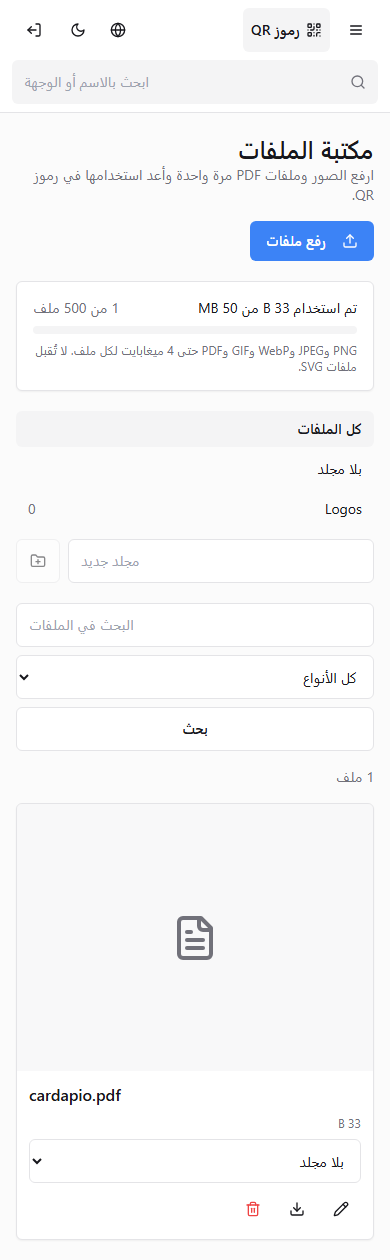 رموز QR
ابحث بالاسم أو الوجهة
مكتبة الملفات
ارفع الصور وملفات PDF مرة واحدة وأعد استخدامها في رموز
QR.
رفع ملفات
تم استخدام 33 B من 50 MB
1 من 500 ملف
PNG وJPEG وWebP وGIF وPDF حتى 4 ميغابايت لكل ملف. لا تُقبل
ملفات SVG.
كل الملفات
بلا مجلد
Logos 0
مجلد جديد
البحث في الملفات
كل الأنواع
بحث
1 ملف
cardapio.pdf
33 B
بلا مجلد